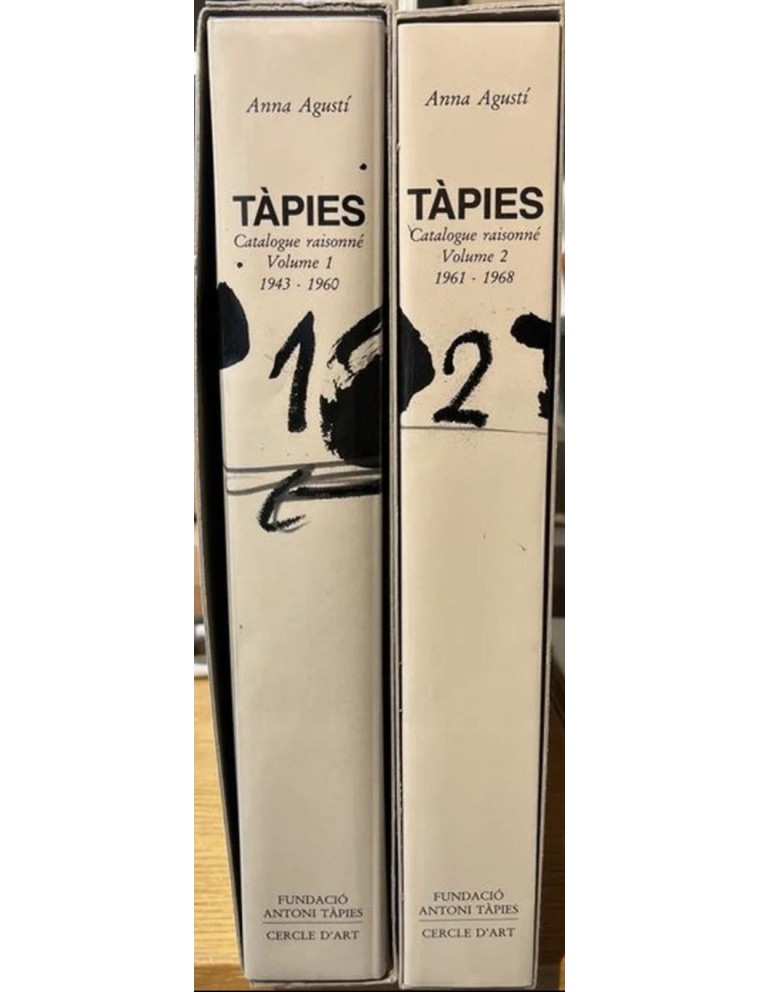 Anna Agustí
TÀPIES
Catalogue raisonné
Volume 1
1943 - 1960
1
FUNDACIÓ
ANTONI TÀPIES
CERCLE D'ART
Anna Agustí
TÀPIES
Catalogue raisonné
Volume 2
1961 - 1968
2
FUNDACIÓ
ANTONI TÀPIES
CERCLE D'ART